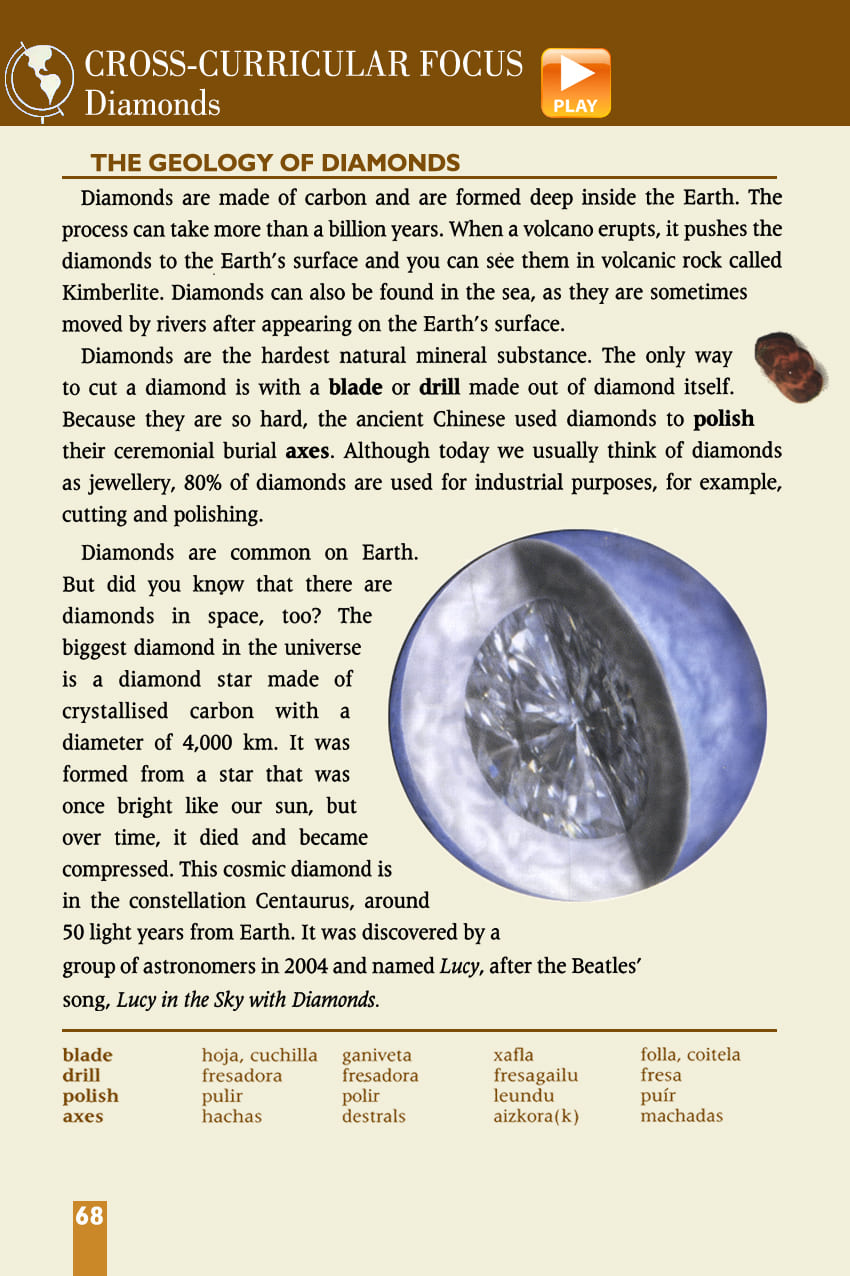 CROSS-CURRICULAR FOCUS
Diamonds
PLAY
THE GEOLOGY OF DIAMONDS
Diamonds are made of carbon and are formed deep inside the Earth. The
process can take more than a billion years. When a volcano erupts, it pushes the
diamonds to the Earth's surface and you can see them in volcanic rock called
Kimberlite. Diamonds can also be found in the sea, as they are sometimes
moved by rivers after appearing on the Earth's surface.
Diamonds are the hardest natural mineral substance. The only way
to cut a diamond is with a blade or drill made out of diamond itself.
Because they are so hard, the ancient Chinese used diamonds to polish
their ceremonial burial axes. Although today we usually think of diamonds
as jewellery, 80% of diamonds are used for industrial purposes, for example,
cutting and polishing.
Diamonds are common on Earth.
But did you know that there are
diamonds in space, too? The
biggest diamond in the universe
is a diamond star made of
crystallised carbon with a
diameter of 4,000 km. It was
formed from a star that was
once bright like our sun, but
over time, it died and became
compressed. This cosmic diamond is
in the constellation Centaurus, around
50 light years from Earth. It was discovered by a
group of astronomers in 2004 and named Lucy, after the Beatles'
song, Lucy in the Sky with Diamonds.
blade hoja, cuchilla ganiveta xafla folla, coitela
drill fresadora fresadora fresagailu fresa
polish pulir polir leundu puír
axes hachas destrals aizkora(k) machadas
68